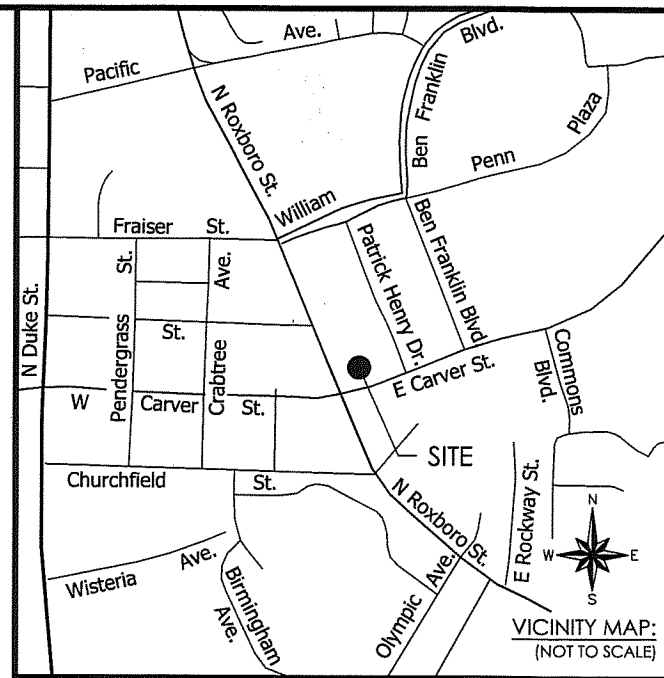 Ave.
Blvd.
Pacific
N Roxboro St.
Ben Franklin
Plaza
Penn
William
Fraiser St.
St.
Ave.
Patrick Henry Dr.
Ben Franklin Blvd
N Duke St.
St.
Pendergrass
Crabtree
E Carver St.
Commons
Blvd.
W Carver St.
SITE
Churchfield St.
N Roxboro St.
E Rockway St.
N
W E
S
Wisteria Ave.
Birmingham
Ave.
Olympic Ave.
VICINITY MAP:
(NOT TO SCALE)